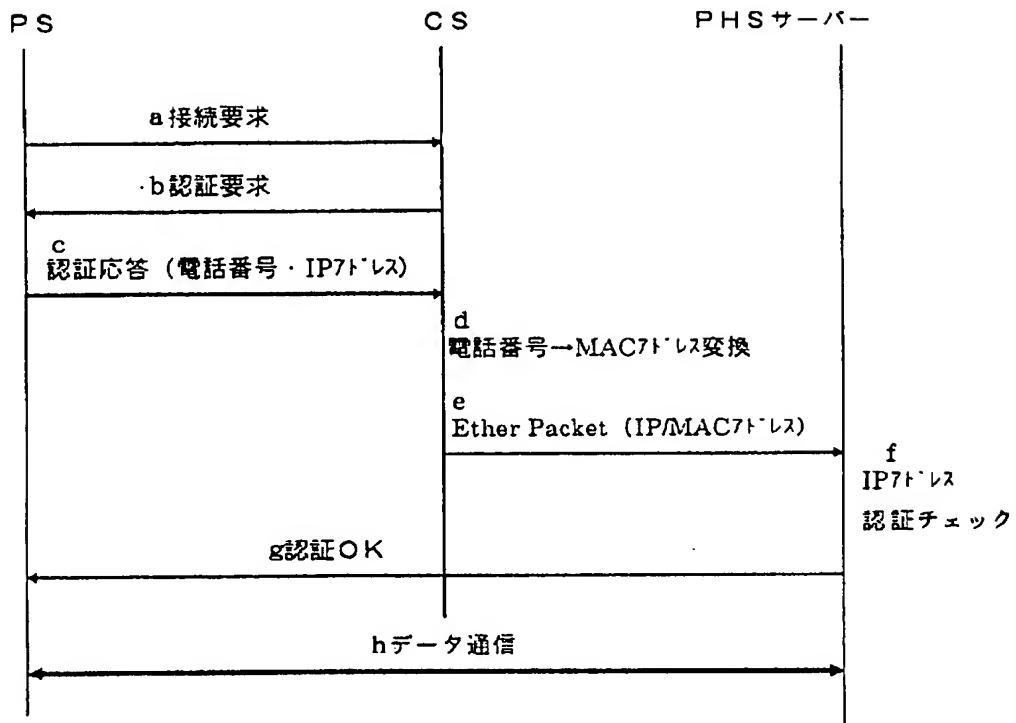 PS
CS
PHSサーバー
a接続要求
b認証要求
c
認証応答（電話番号・IPｱﾄﾞﾚｽ）
d
電話番号→MACｱﾄﾞﾚｽ変換
e
Ether Packet（IP/MACｱﾄﾞﾚｽ）
f
IPｱﾄﾞﾚｽ
認証チェック
g認証OK
hデータ通信